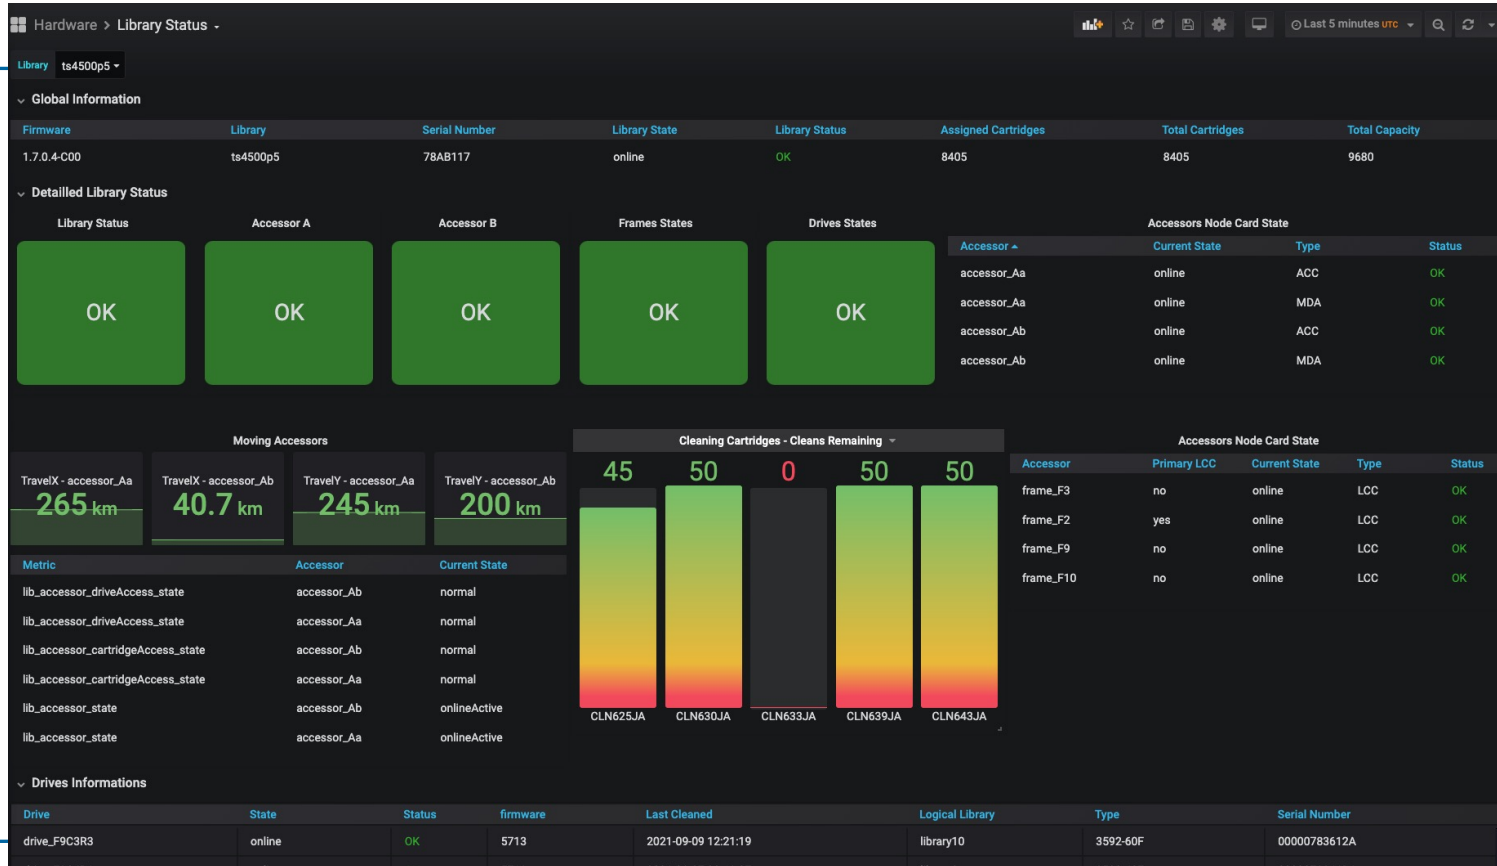 Hardware > Library Status
Last 5 minutes UTC
Library ts4500p5
Global Information
Firmware Library Serial Number Library State Library Status Assigned Cartridges Total Cartridges Total Capacity
1.7.0.4-C00 ts4500p5 78AB117 online OK 8405 8405 9680
Detailled Library Status
Library Status Accessor A Accessor B Frames States Drives States
OK OK OK OK OK
Accessors Node Card State
Accessor Current State Type Status
accessor_Aa online ACC OK
accessor_Aa online MDA OK
accessor_Ab online ACC OK
accessor_Ab online MDA OK
Moving Accessors
TravelX - accessor_Aa TravelX - accessor_Ab TravelY - accessor_Aa TravelY - accessor_Ab
265 km 40.7 km 245 km 200 km
Metric Accessor Current State
lib_accessor_driveAccess_state accessor_Ab normal
lib_accessor_driveAccess_state accessor_Aa normal
lib_accessor_cartridgeAccess_state accessor_Ab normal
lib_accessor_cartridgeAccess_state accessor_Aa normal
lib_accessor_state accessor_Ab onlineActive
lib_accessor_state accessor_Aa onlineActive
Cleaning Cartridges - Cleans Remaining
45 50 0 50 50
CLN625JA CLN630JA CLN633JA CLN639JA CLN643JA
Accessors Node Card State
Accessor Primary LCC Current State Type Status
frame_F3 no online LCC OK
frame_F2 yes online LCC OK
frame_F9 no online LCC OK
frame_F10 no online LCC OK
Drives Informations
Drive State Status firmware Last Cleaned Logical Library Type Serial Number
drive_F9C3R3 online OK 5713 2021-09-09 12:21:19 library10 3592-60F 00000783612A